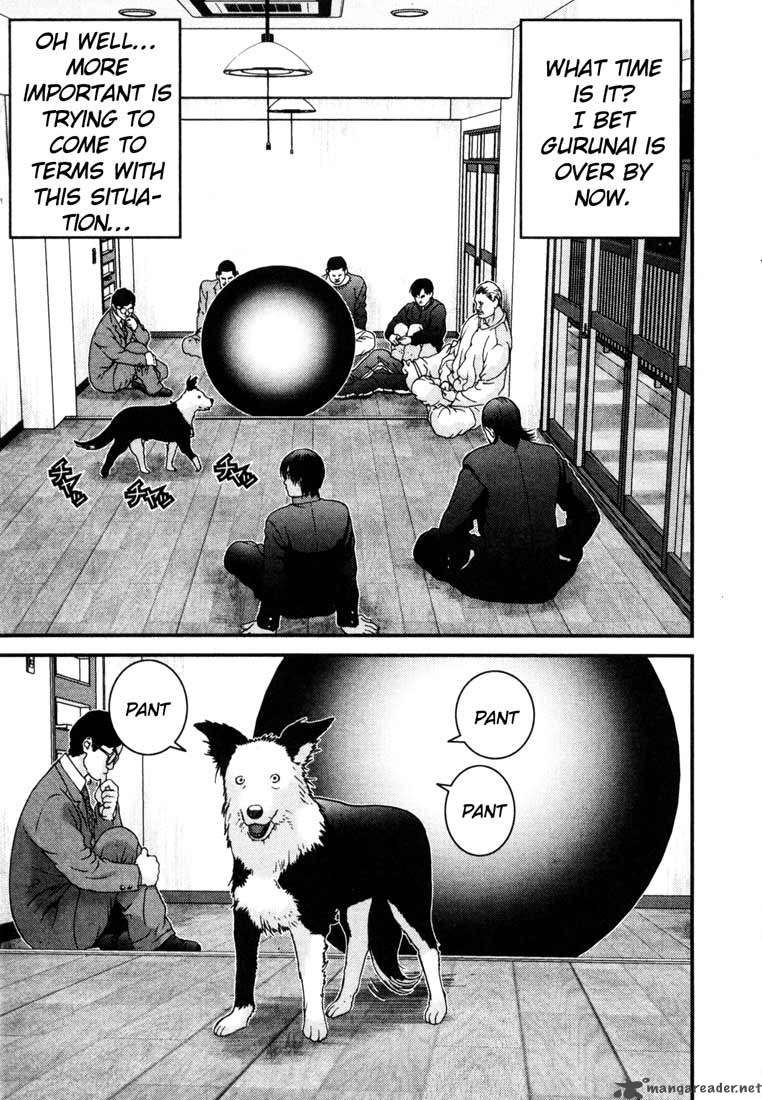 WHAT TIME
IS IT?
I BET
GURUNAI IS
OVER BY
NOW.
OH WELL...
MORE
IMPORTANT IS
TRYING TO
COME TO
TERMS WITH
THIS SITUA-
TION...
PANT
PANT
PANT
mangareader.net